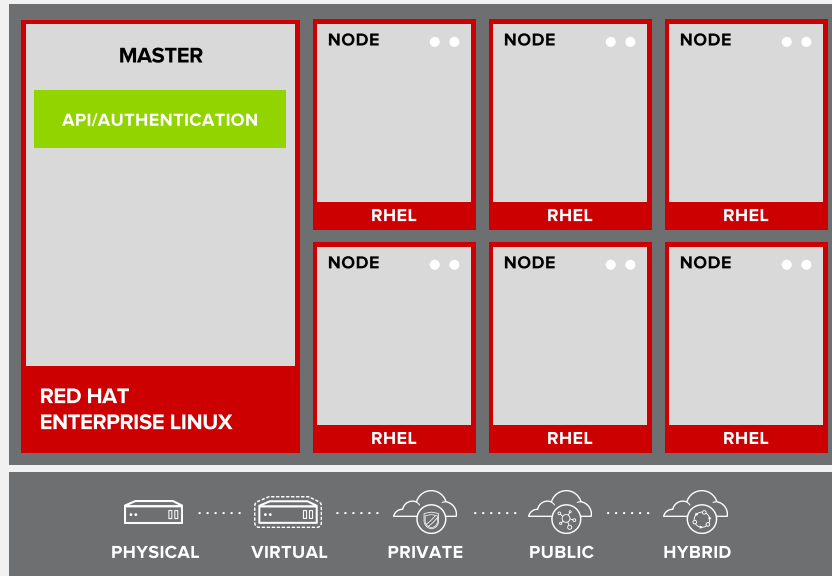 MASTER
API/AUTHENTICATION
RED HAT
ENTERPRISE LINUX
NODE
RHEL
NODE
RHEL
NODE
RHEL
NODE
RHEL
NODE
RHEL
NODE
RHEL
PHYSICAL
VIRTUAL
PRIVATE
PUBLIC
HYBRID